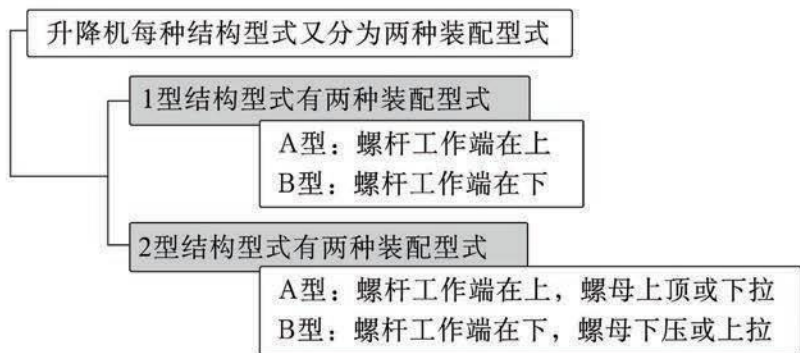 升降机每种结构型式又分为两种装配型式
1型结构型式有两种装配型式
A型：螺杆工作端在上
B型：螺杆工作端在下
2型结构型式有两种装配型式
A型：螺杆工作端在上，螺母上顶或下拉
B型：螺杆工作端在下，螺母下压或上拉